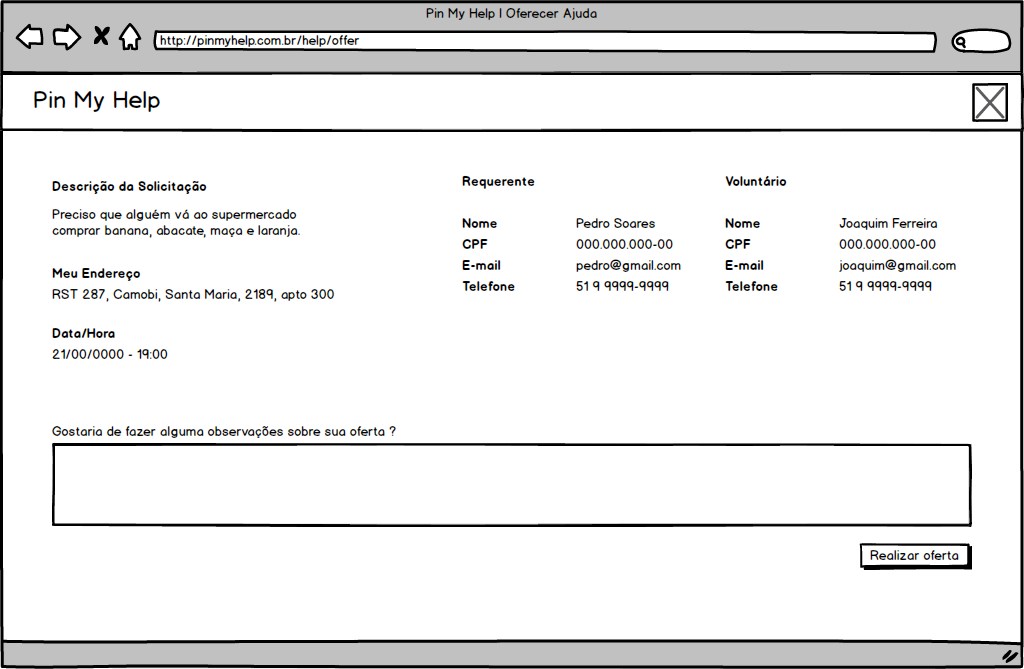 Pin My Help | Oferecer Ajuda
http://pinmyhelp.com.br/help/offer
Pin My Help
Descrição da Solicitação
Preciso que alguém vá ao supermercado
comprar banana, abacate, maça e laranja.
Meu Endereço
RST 287, Camobi, Santa Maria, 2189, apto 300
Data/Hora
21/00/0000 - 19:00
Requerente
Nome Pedro Soares
CPF 000.000.000-00
E-mail pedro@gmail.com
Telefone 51 9 9999-9999
Voluntário
Nome Joaquim Ferreira
CPF 000.000.000-00
E-mail joaquim@gmail.com
Telefone 51 9 9999-9999
Gostaria de fazer alguma observações sobre sua oferta ?
Realizar oferta